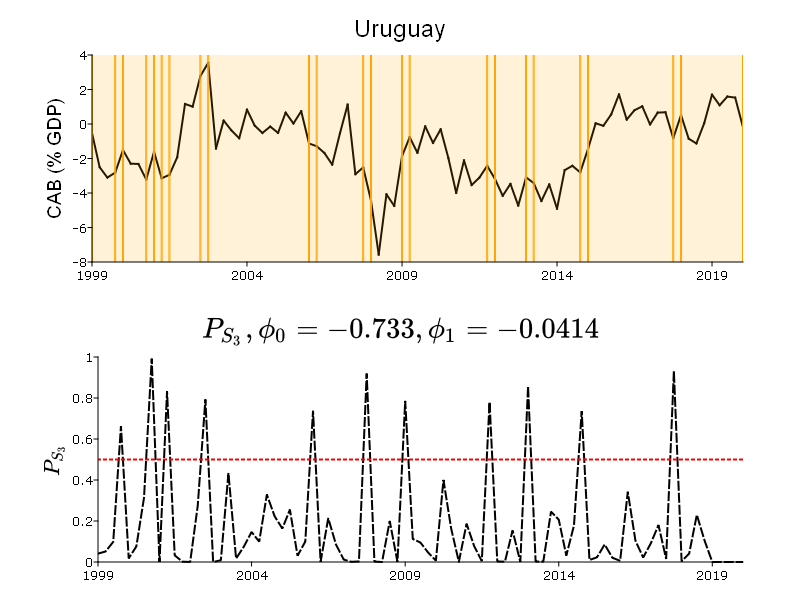 Uruguay
CAB (% GDP)
4
2
0
−2
−4
−6
−8
1999 2004 2009 2014 2019
P_{S_3}, ϕ_0 = −0.733, ϕ_1 = −0.0414
P_{S_3}
1
0.8
0.6
0.4
0.2
0
1999 2004 2009 2014 2019